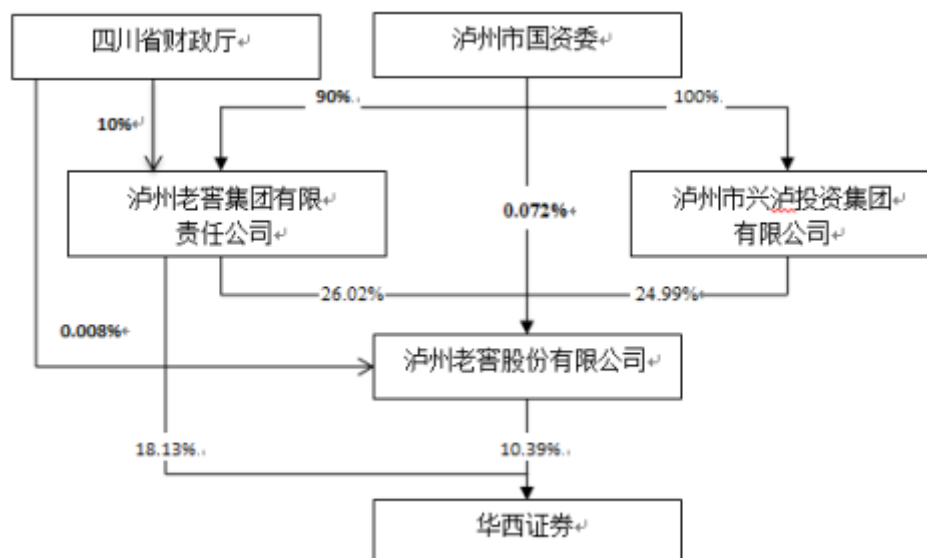 四川省财政厅
泸州市国资委
90%
100%
10%
泸州老窖集团有限
责任公司
0.072%
泸州市兴泸投资集团
有限公司
26.02%
24.99%
0.008%
泸州老窖股份有限公司
18.13%
10.39%
华西证券